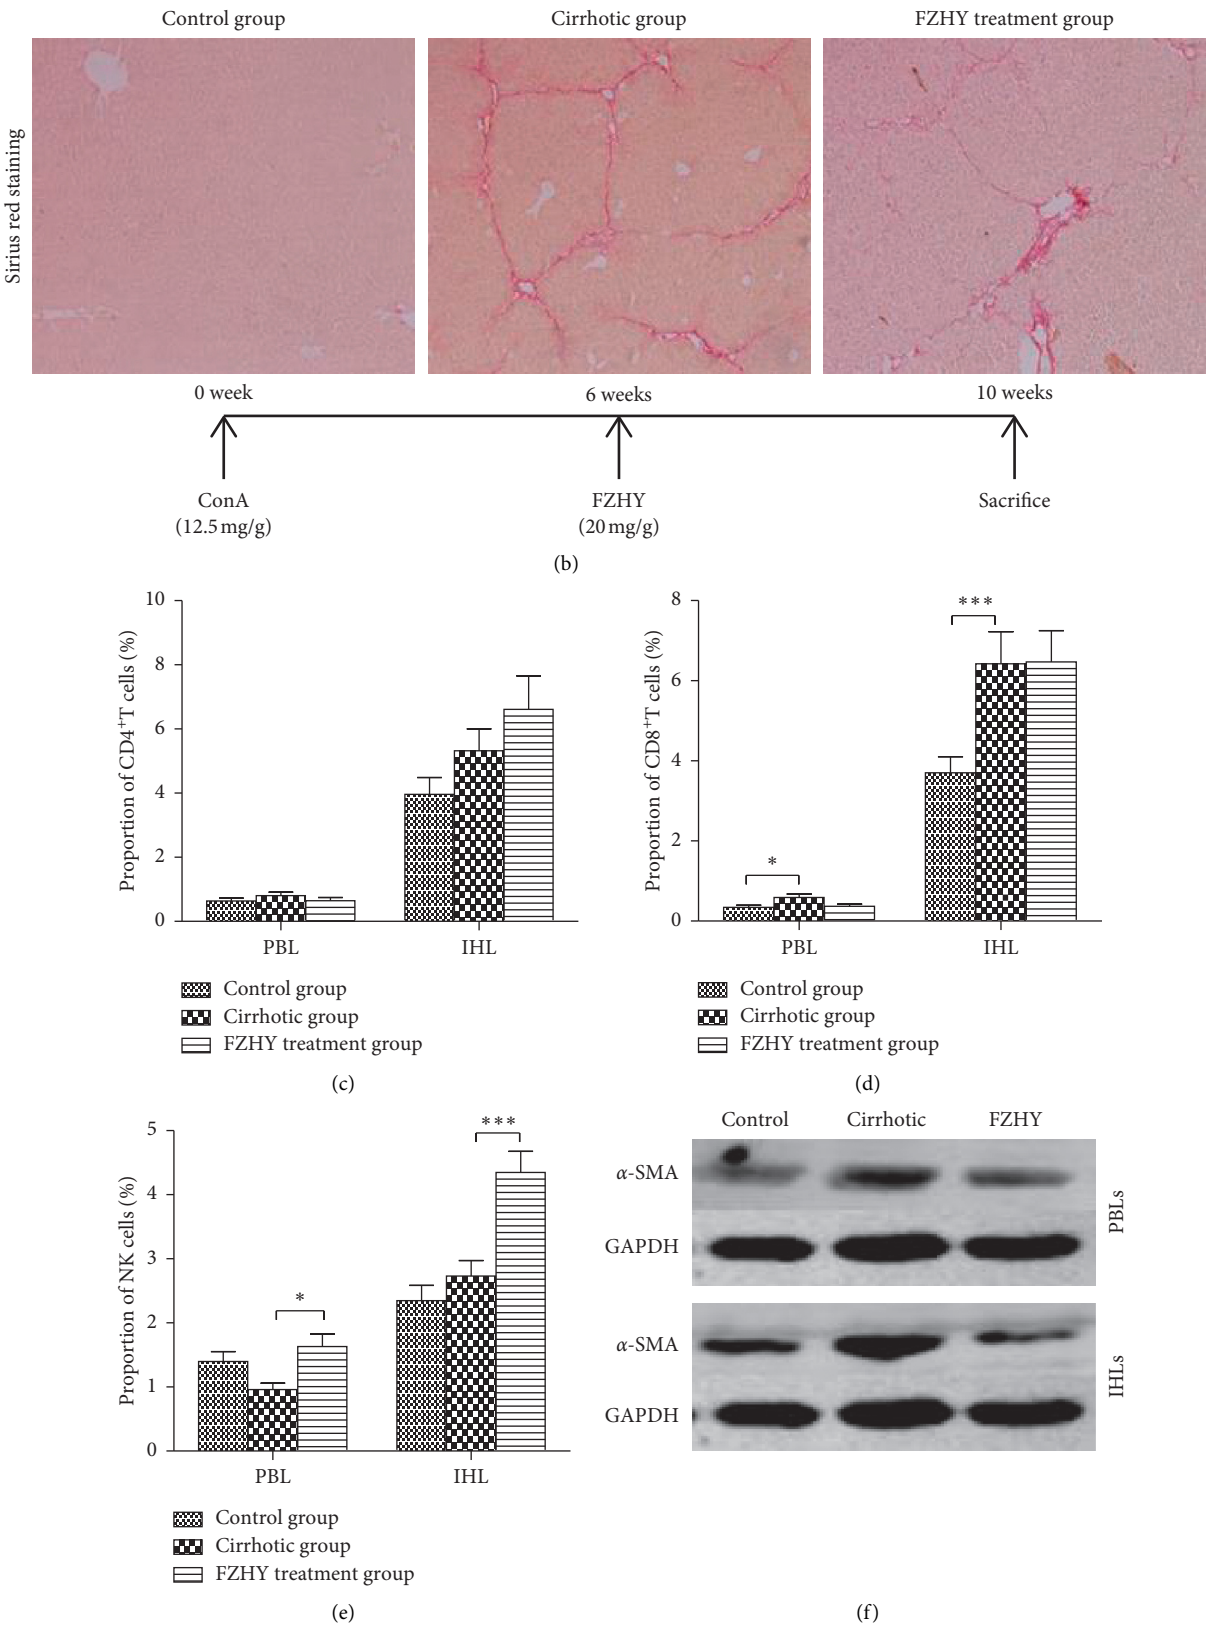 Control group
Cirrhotic group
FZHY treatment group
Sirius red staining
0 week
6 weeks
10 weeks
ConA
(12.5 mg/g)
FZHY
(20 mg/g)
Sacrifice
(b)
Proportion of CD4⁺T cells (%)
10
8
6
4
2
0
PBL
IHL
Control group
Cirrhotic group
FZHY treatment group
(c)
Proportion of CD8⁺T cells (%)
8
6
4
2
0
*
***
PBL
IHL
Control group
Cirrhotic group
FZHY treatment group
(d)
Proportion of NK cells (%)
5
4
3
2
1
0
*
***
PBL
IHL
Control group
Cirrhotic group
FZHY treatment group
(e)
Control
Cirrhotic
FZHY
α-SMA
GAPDH
PBLs
α-SMA
GAPDH
IHLs
(f)